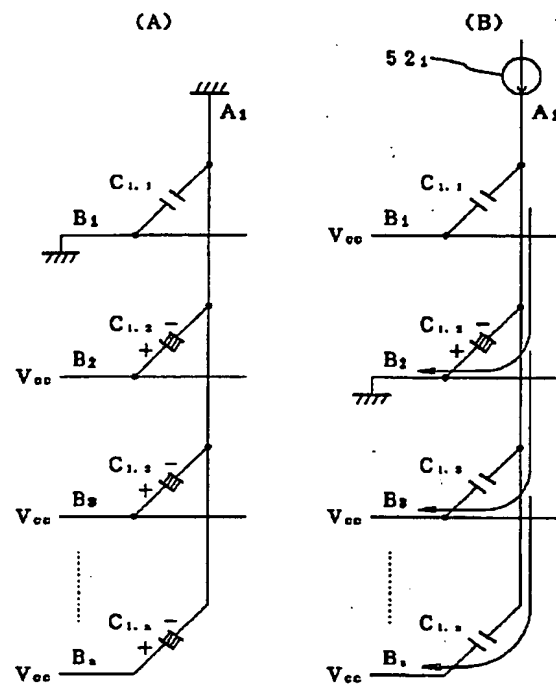 (A)
A₁
C₁.₁
B₁
C₁.₂
−
+
B₂
Vcc
C₁.₃
−
+
B₃
Vcc
C₁.ₙ
−
+
Bₙ
Vcc
(B)
52₁
A₁
C₁.₁
B₁
Vcc
C₁.₂
−
+
B₂
C₁.₃
B₃
Vcc
C₁.ₙ
Bₙ
Vcc